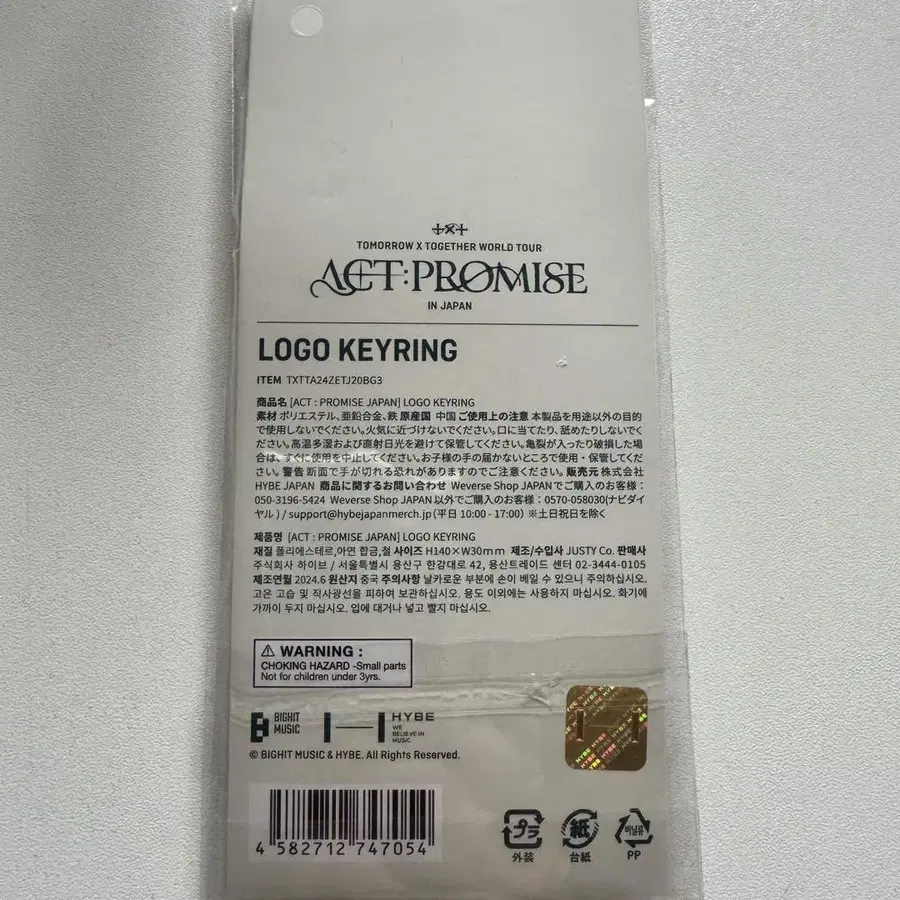 TOMORROW X TOGETHER WORLD TOUR
ACT:PROMISE
IN JAPAN
LOGO KEYRING
ITEM TXTTA24ZETJ20BG3
商品名 [ACT : PROMISE JAPAN] LOGO KEYRING
素材 ポリエステル、亜鉛合金、鉄 原産国 中国 ご使用上の注意 本製品を用途以外の目的
で使用しないでください。火気に近づけないでください。口に当てたり、舐めたりしないでく
ださい。高温多湿および直射日光を避けて保管してください。亀裂が入ったり破損した場
合は、すぐに使用を中止してください。お子様の手の届かないところで使用・保管してくだ
さい。警告 断面で手が切れる恐れがありますのでご注意ください。販売元 株式会社
HYBE JAPAN 商品に関するお問い合わせ Weverse Shop JAPANでご購入のお客様：
050-3196-5424 Weverse Shop JAPAN以外でご購入のお客様：0570-058030(ナビダイ
ヤル) / support@hybejapanmerch.jp (平日 10:00 - 17:00) ※土日祝日を除く
제품명 [ACT : PROMISE JAPAN] LOGO KEYRING
재질 폴리에스테르,아연 합금,철 사이즈 H140×W30mm 제조/수입사 JUSTY Co. 판매사
주식회사 하이브 / 서울특별시 용산구 한강대로 42, 용산트레이드 센터 02-3444-0105
제조연월 2024.6 원산지 중국 주의사항 날카로운 부분에 손이 베일 수 있으니 주의하십시오.
고온 고습 및 직사광선을 피하여 보관하십시오. 용도 이외에는 사용하지 마십시오. 화기에
가까이 두지 마십시오. 입에 대거나 넣고 빨지 마십시오.
⚠ WARNING :
CHOKING HAZARD -Small parts
Not for children under 3yrs.
BIGHIT MUSIC
HYBE
WE
BELIEVE IN
MUSIC
© BIGHIT MUSIC & HYBE. All Rights Reserved.
HYBE HYBE HYBE
4 582712 747054
プラ
外装
紙
台紙
비닐류
PP